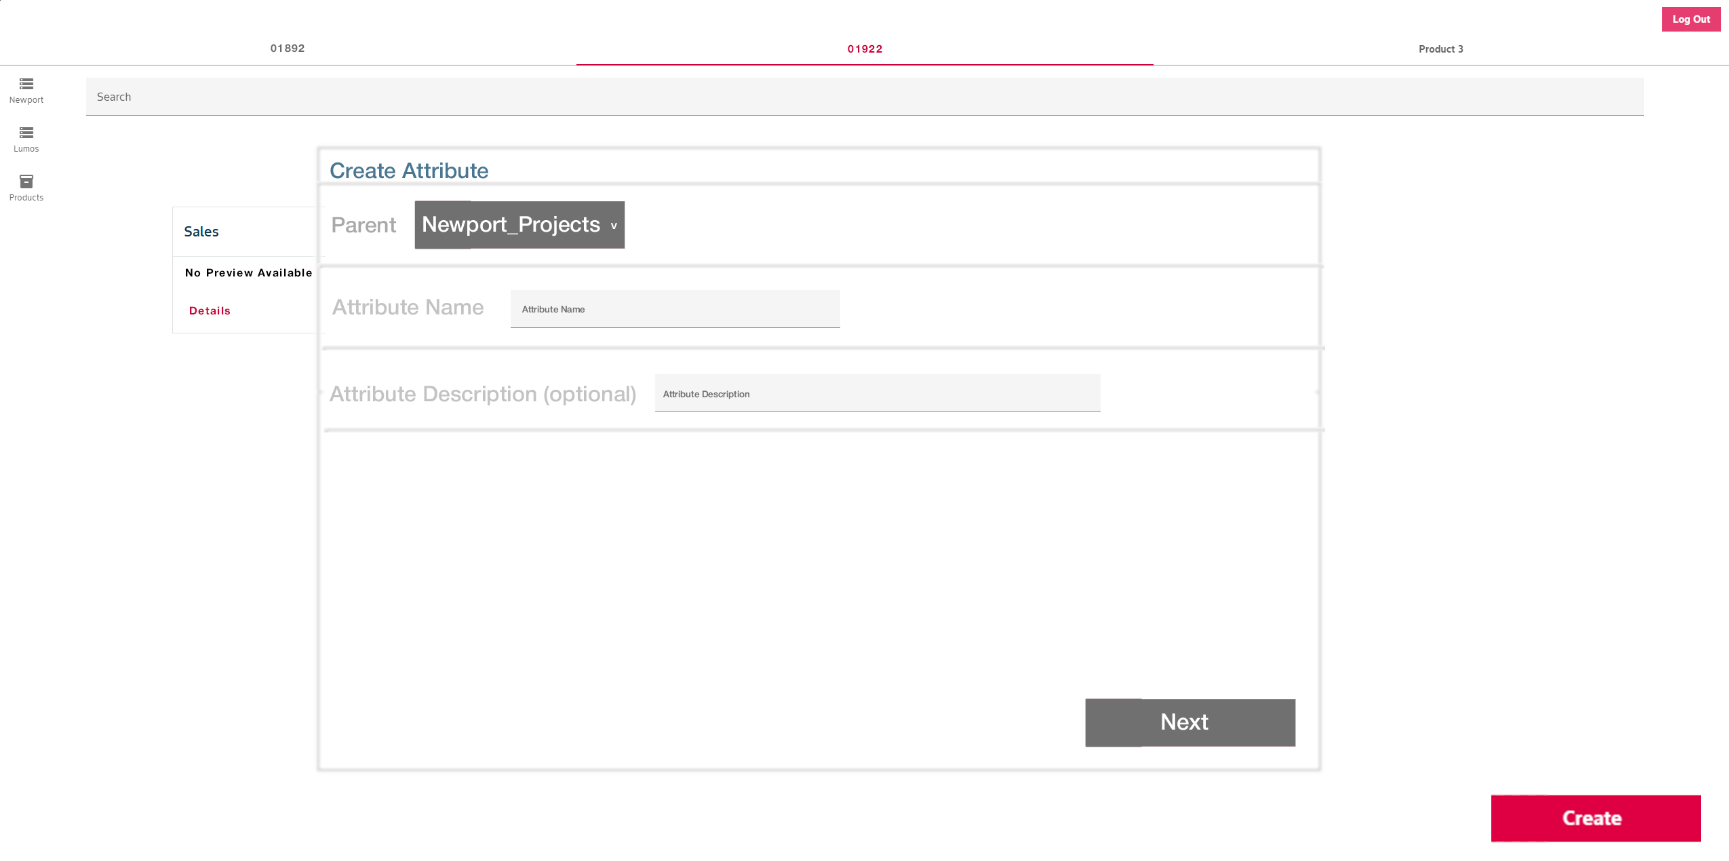 Log Out
01892
01922
Product 3
Newport
Search
Lumos
Products
Create Attribute
Parent
Newport_Projects v
Sales
No Preview Available
Details
Attribute Name
Attribute Name
Attribute Description (optional)
Attribute Description
Next
Create